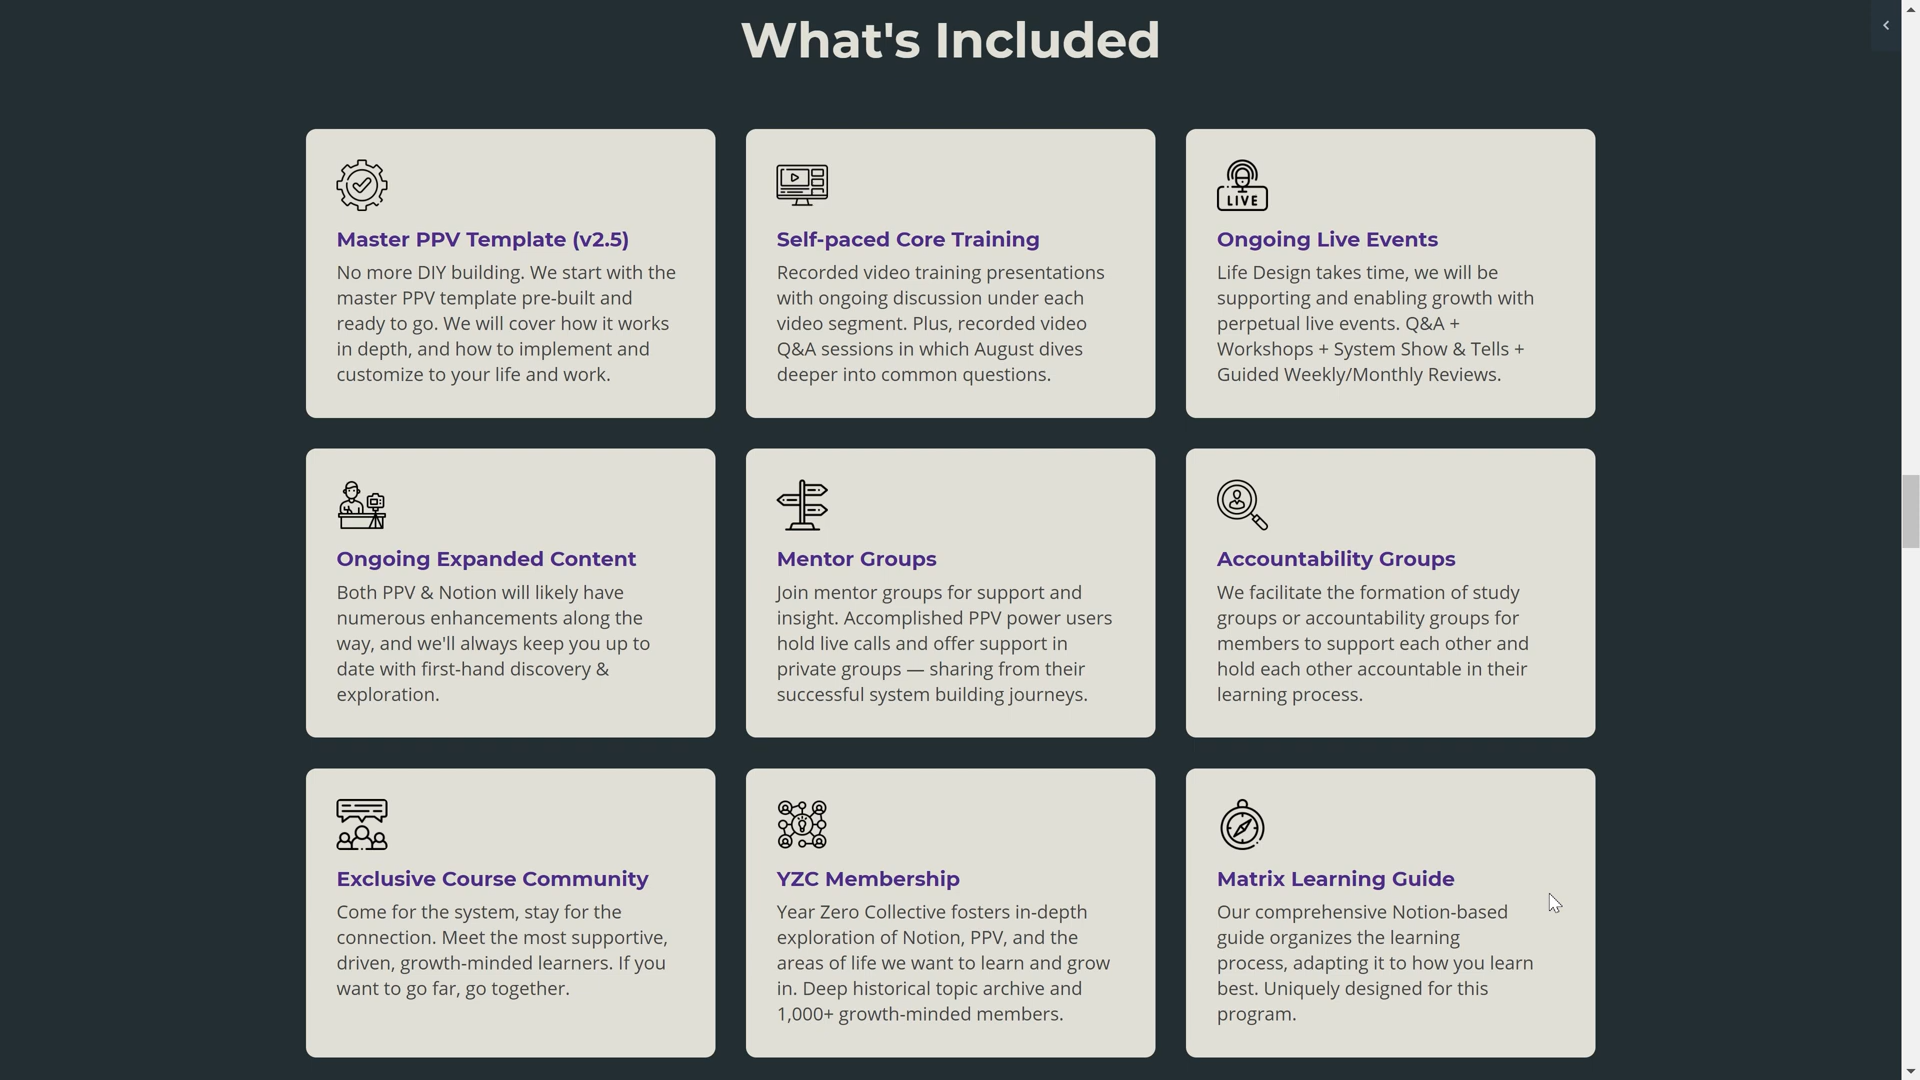 What's Included
Master PPV Template (v2.5)
No more DIY building. We start with the
master PPV template pre-built and
ready to go. We will cover how it works
in depth, and how to implement and
customize to your life and work.
Self-paced Core Training
Recorded video training presentations
with ongoing discussion under each
video segment. Plus, recorded video
Q&A sessions in which August dives
deeper into common questions.
LIVE
Ongoing Live Events
Life Design takes time, we will be
supporting and enabling growth with
perpetual live events. Q&A +
Workshops + System Show & Tells +
Guided Weekly/Monthly Reviews.
Ongoing Expanded Content
Both PPV & Notion will likely have
numerous enhancements along the
way, and we'll always keep you up to
date with first-hand discovery &
exploration.
Mentor Groups
Join mentor groups for support and
insight. Accomplished PPV power users
hold live calls and offer support in
private groups — sharing from their
successful system building journeys.
Accountability Groups
We facilitate the formation of study
groups or accountability groups for
members to support each other and
hold each other accountable in their
learning process.
Exclusive Course Community
Come for the system, stay for the
connection. Meet the most supportive,
driven, growth-minded learners. If you
want to go far, go together.
YZC Membership
Year Zero Collective fosters in-depth
exploration of Notion, PPV, and the
areas of life we want to learn and grow
in. Deep historical topic archive and
1,000+ growth-minded members.
Matrix Learning Guide
Our comprehensive Notion-based
guide organizes the learning
process, adapting it to how you learn
best. Uniquely designed for this
program.